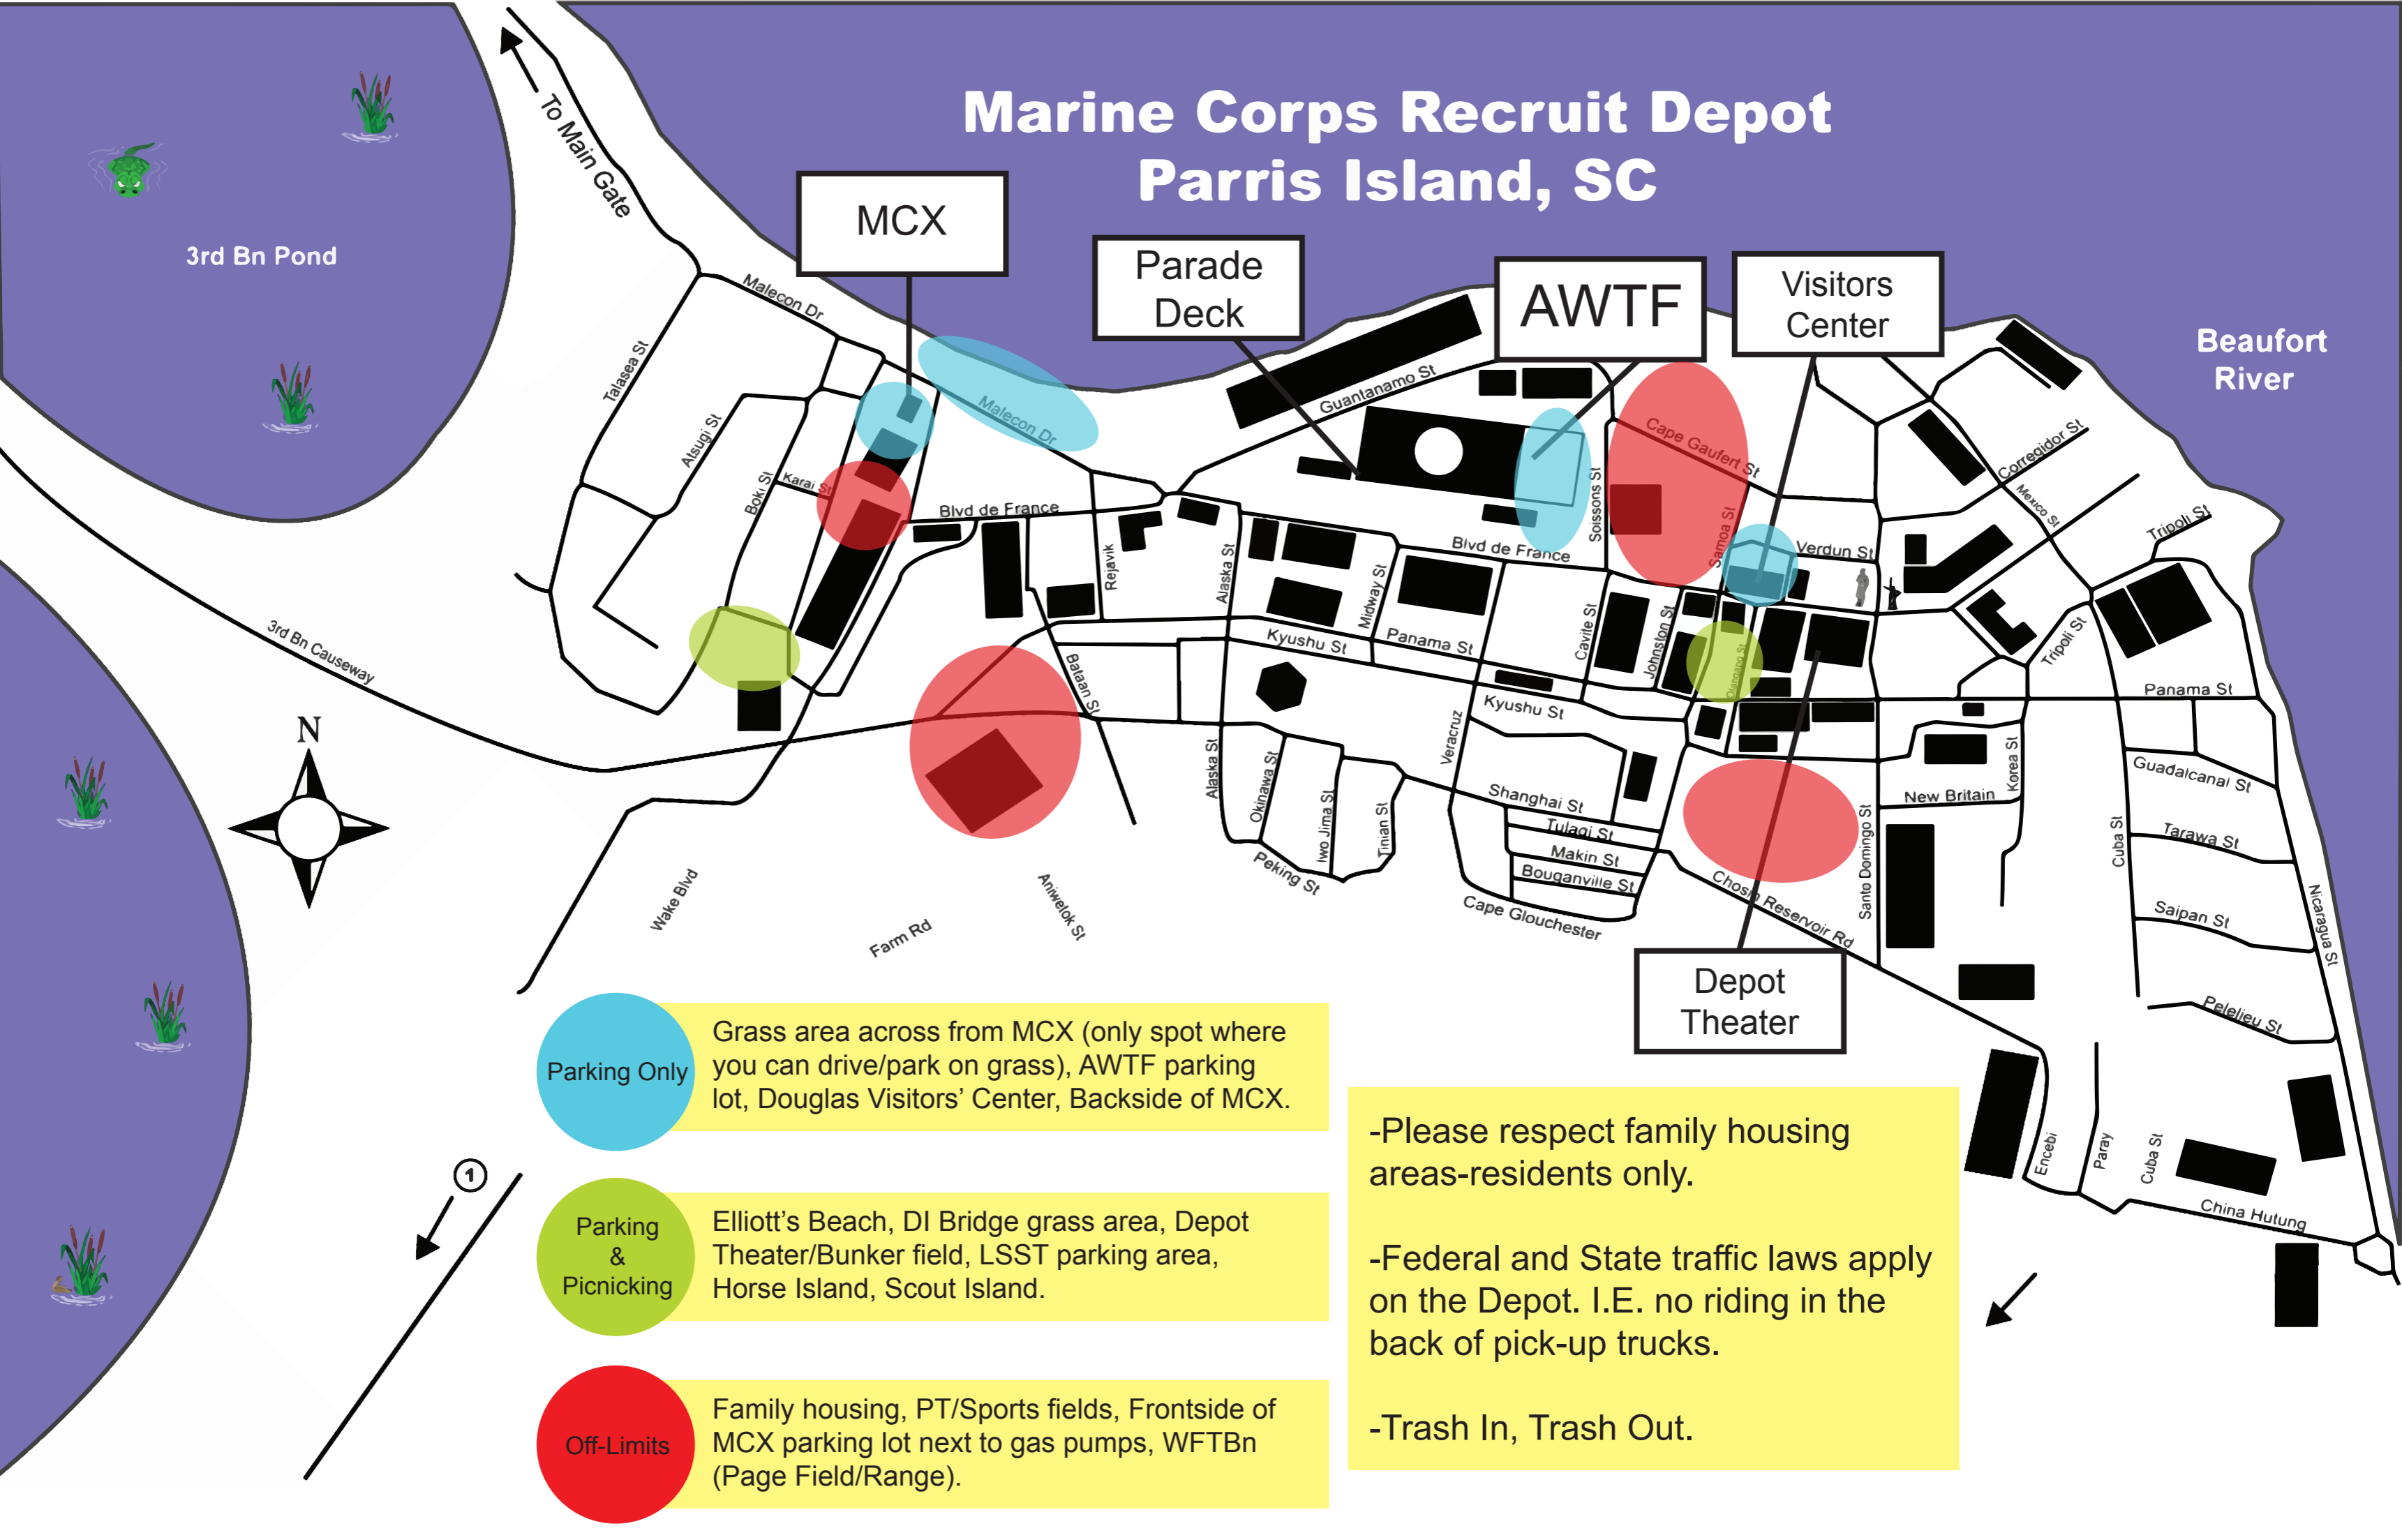 Marine Corps Recruit Depot
Parris Island, SC
To Main Gate
3rd Bn Pond
MCX
Parade
Deck
AWTF
Visitors
Center
Beaufort
River
Malecon Dr
Talasea St
Atsugi St
Boki St
Karai St
Malecon Dr
Guantanamo St
Cape Gaufert St
Soissons St
Samoa St
Corregidor St
Mexico St
Tripoli St
Blvd de France
Rejavik
Alaska St
Blvd de France
Midway St
Verdun St
Kyushu St
Panama St
Cavite St
Johnston St
Tripoli St
3rd Bn Causeway
Bataan St
Kyushu St
Veracruz
Panama St
N
Alaska St
Okinawa St
Iwo Jima St
Tinian St
Peking St
Shanghai St
Tulagi St
Makin St
Bouganville St
Cape Glouchester
Chosin Reservoir Rd
Santo Domingo St
New Britain
Korea St
Guadalcanal St
Cuba St
Tarawa St
Saipan St
Nicaragua St
Pelelieu St
Wake Blvd
Farm Rd
Aniwelok St
Depot
Theater
Encebi
Paray
Cuba St
China Hutung
1
Parking Only
Grass area across from MCX (only spot where
you can drive/park on grass), AWTF parking
lot, Douglas Visitors’ Center, Backside of MCX.
Parking
&
Picnicking
Elliott’s Beach, DI Bridge grass area, Depot
Theater/Bunker field, LSST parking area,
Horse Island, Scout Island.
Off-Limits
Family housing, PT/Sports fields, Frontside of
MCX parking lot next to gas pumps, WFTBn
(Page Field/Range).
-Please respect family housing
areas-residents only.
-Federal and State traffic laws apply
on the Depot. I.E. no riding in the
back of pick-up trucks.
-Trash In, Trash Out.